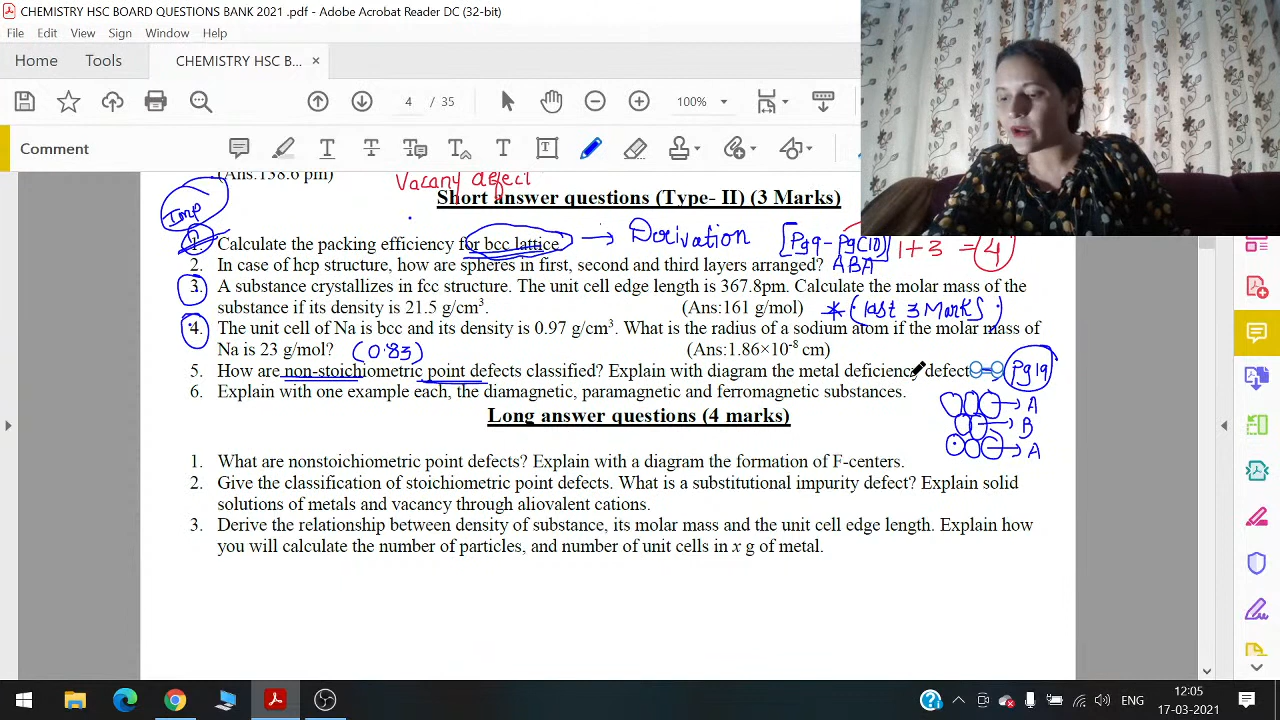 CHEMISTRY HSC BOARD QUESTIONS BANK 2021 .pdf - Adobe Acrobat Reader DC (32-bit)
File Edit View Sign Window Help
Home Tools CHEMISTRY HSC B... ×
4 / 35 100%
Comment
(Ans:138.6 pm) Vacancy defect
Short answer questions (Type- II) (3 Marks)
Imp
1. Calculate the packing efficiency for bcc lattice. → Derivation [Pg 9 - Pg(10)] 1+3 = 4
2. In case of hcp structure, how are spheres in first, second and third layers arranged? ABA
3. A substance crystallizes in fcc structure. The unit cell edge length is 367.8pm. Calculate the molar mass of the
substance if its density is 21.5 g/cm³. (Ans:161 g/mol) * (last 3 Marks)
4. The unit cell of Na is bcc and its density is 0.97 g/cm³. What is the radius of a sodium atom if the molar mass of
Na is 23 g/mol? (0.83) (Ans:1.86×10⁻⁸ cm)
5. How are non-stoichiometric point defects classified? Explain with diagram the metal deficiency defect Pg 19
6. Explain with one example each, the diamagnetic, paramagnetic and ferromagnetic substances.
→ A
Long answer questions (4 marks)
→ B
→ A
1. What are nonstoichiometric point defects? Explain with a diagram the formation of F-centers.
2. Give the classification of stoichiometric point defects. What is a substitutional impurity defect? Explain solid
solutions of metals and vacancy through aliovalent cations.
3. Derive the relationship between density of substance, its molar mass and the unit cell edge length. Explain how
you will calculate the number of particles, and number of unit cells in x g of metal.
ENG
12:05
17-03-2021